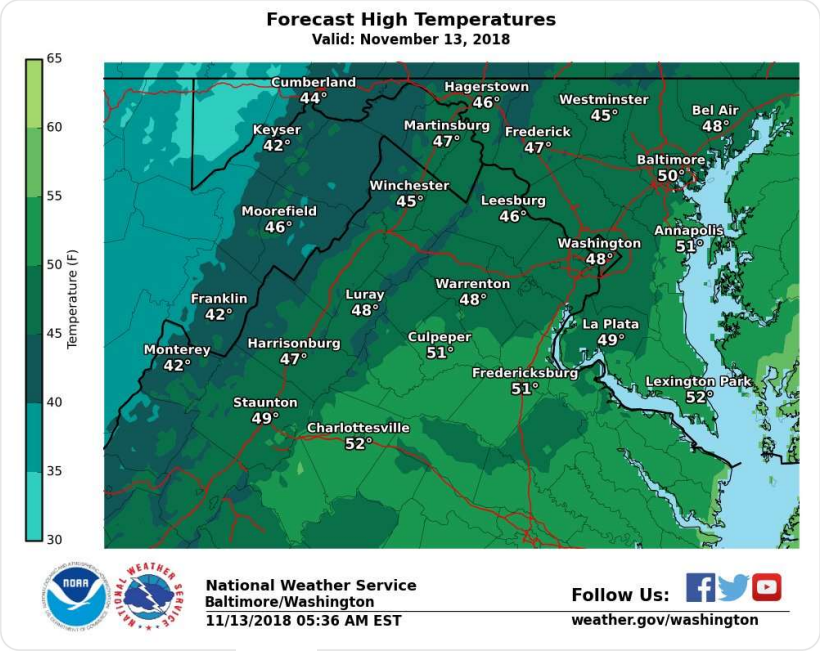 Forecast High Temperatures
Valid: November 13, 2018
65
60
55
50
45
40
35
30
Temperature (F)
Cumberland
44°
Hagerstown
46°
Westminster
45°
Bel Air
48°
Keyser
42°
Martinsburg
47°
Frederick
47°
Baltimore
50°
Winchester
45°
Moorefield
46°
Leesburg
46°
Annapolis
51°
Washington
48°
Franklin
42°
Luray
48°
Warrenton
48°
La Plata
49°
Monterey
42°
Harrisonburg
47°
Culpeper
51°
Fredericksburg
51°
Lexington Park
52°
Staunton
49°
Charlottesville
52°
NOAA
NATIONAL WEATHER SERVICE
National Weather Service
Baltimore/Washington
11/13/2018 05:36 AM EST
Follow Us:
weather.gov/washington